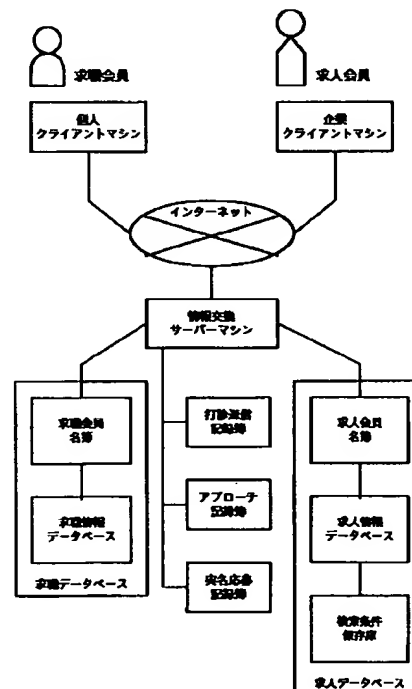 求職会員
求人会員
個人
クライアントマシン
企業
クライアントマシン
インターネット
情報交換
サーバーマシン
求職会員
名簿
打診返信
記録簿
求人会員
名簿
求職情報
データベース
アプローチ
記録簿
求人情報
データベース
求職データベース
実名応募
記録簿
検索条件
保存庫
求人データベース